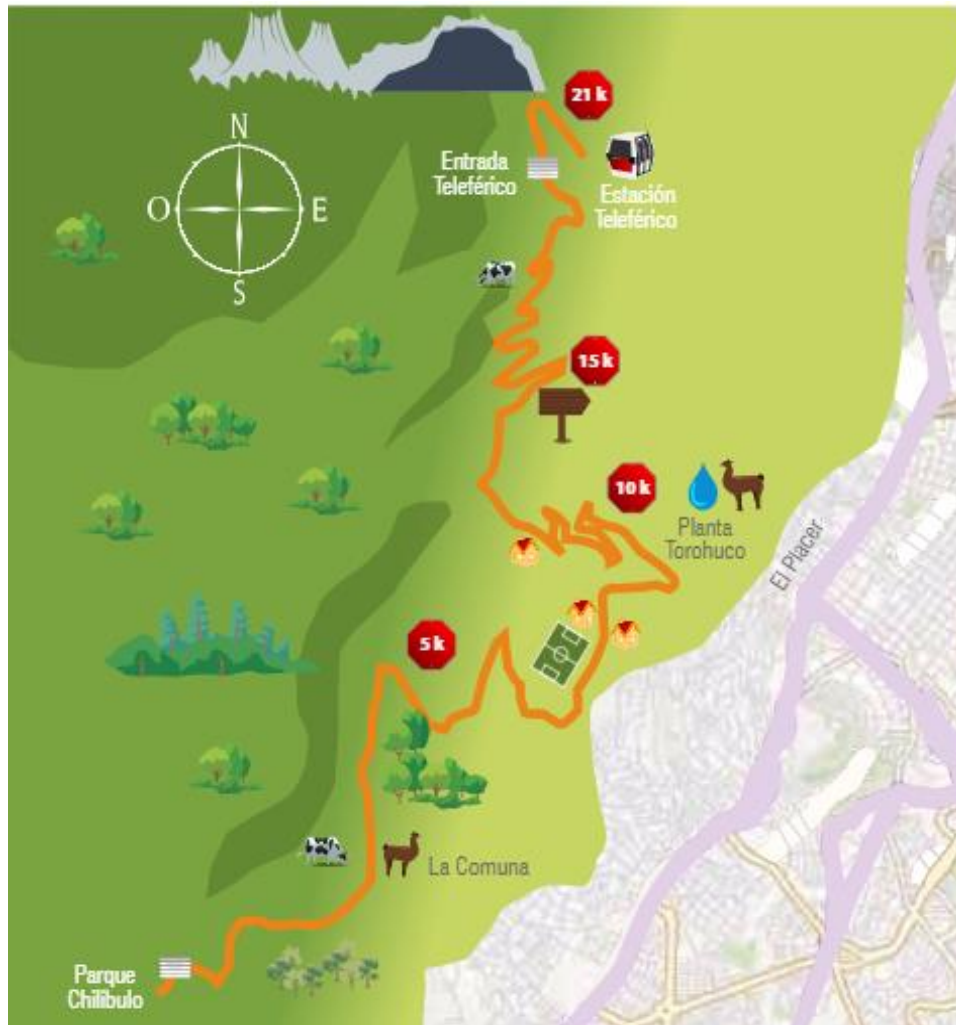 21 k
N
Entrada
Teleférico
Estación
Teleférico
O
E
S
15 k
10 k
Planta
Torohuco
El Placer
5 k
La Comuna
Parque
Chilibulo